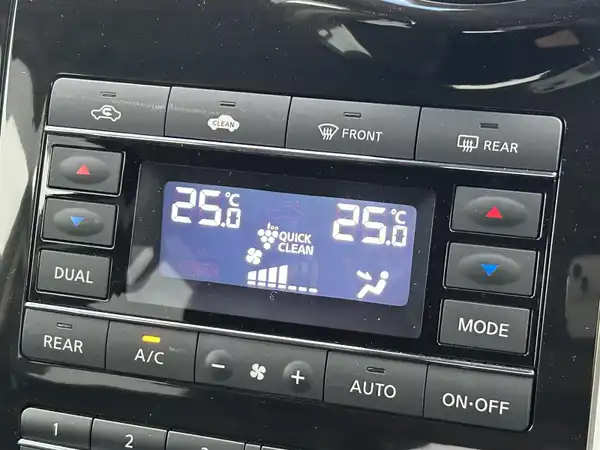 CLEAN
FRONT
REAR
25.0°C
25.0°C
ion
QUICK
CLEAN
DUAL
MODE
REAR
A/C
−
+
AUTO
ON·OFF
1
2